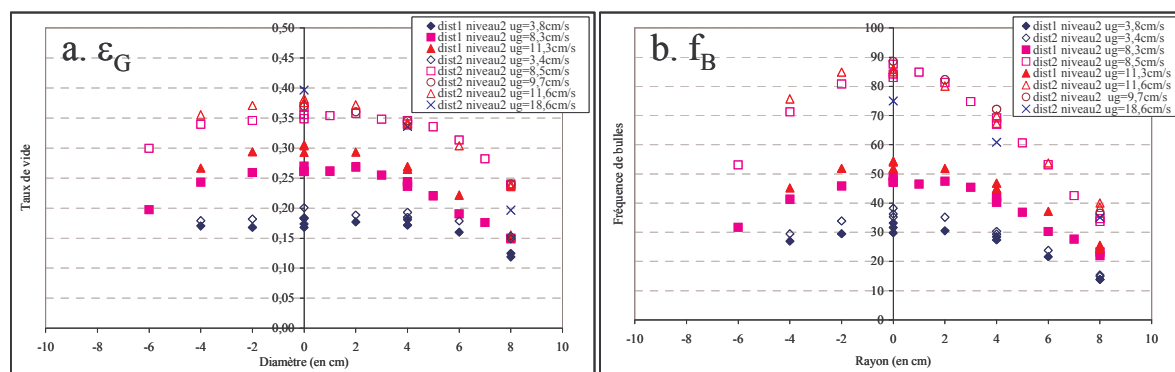 a. εG
dist1 niveau2 ug=3,8cm/s
dist1 niveau2 ug=8,3cm/s
dist1 niveau2 ug=11,3cm/s
dist2 niveau2 ug=3,4cm/s
dist2 niveau2 ug=8,5cm/s
dist2 niveau2 ug=9,7cm/s
dist2 niveau2 ug=11,6cm/s
dist2 niveau2 ug=18,6cm/s
Taux de vide
0,50
0,45
0,40
0,35
0,30
0,25
0,20
0,15
0,10
0,05
0,00
-10 -8 -6 -4 -2 0 2 4 6 8 10
Diamètre (en cm)
b. fB
dist1 niveau2 ug=3,8cm/s
dist2 niveau2 ug=3,4cm/s
dist1 niveau2 ug=8,3cm/s
dist2 niveau2 ug=8,5cm/s
dist1 niveau2 ug=11,3cm/s
dist2 niveau2 ug=11,6cm/s
dist2 niveau2 ug=9,7cm/s
dist2 niveau2 ug=18,6cm/s
Fréquence de bulles
100
90
80
70
60
50
40
30
20
10
0
-10 -8 -6 -4 -2 0 2 4 6 8 10
Rayon (en cm)